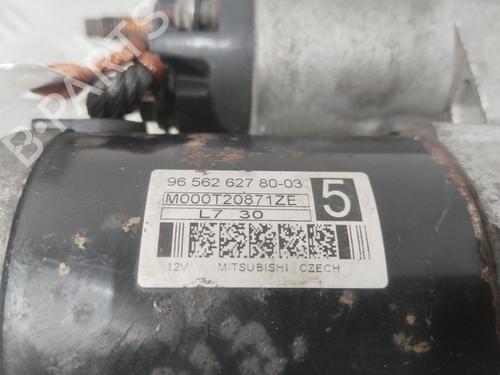 B-PARTS
96 562 627 80-03
5
M000T20871ZE
L7 30
12V MITSUBISHI CZECH